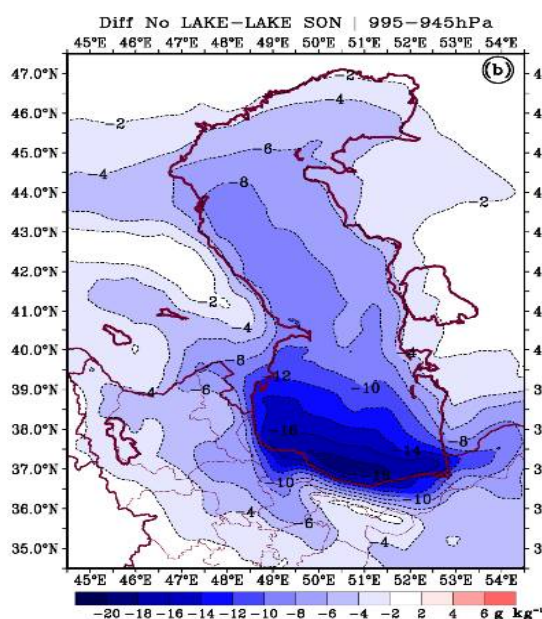 Diff No LAKE-LAKE SON | 995-945hPa
45°E 46°E 47°E 48°E 49°E 50°E 51°E 52°E 53°E 54°E
(b)
47.0°N
46.0°N
45.0°N
44.0°N
43.0°N
42.0°N
41.0°N
40.0°N
39.0°N
38.0°N
37.0°N
36.0°N
35.0°N
-2
-4
-2
-6
-4
-8
-2
-2
-4
-4
-8
-12
-4
-6
-10
-16
-14
-8
-10
-10
-4
-6
-4
45°E 46°E 47°E 48°E 49°E 50°E 51°E 52°E 53°E 54°E
-20 -18 -16 -14 -12 -10 -8 -6 -4 -2 2 4 6 g kg⁻